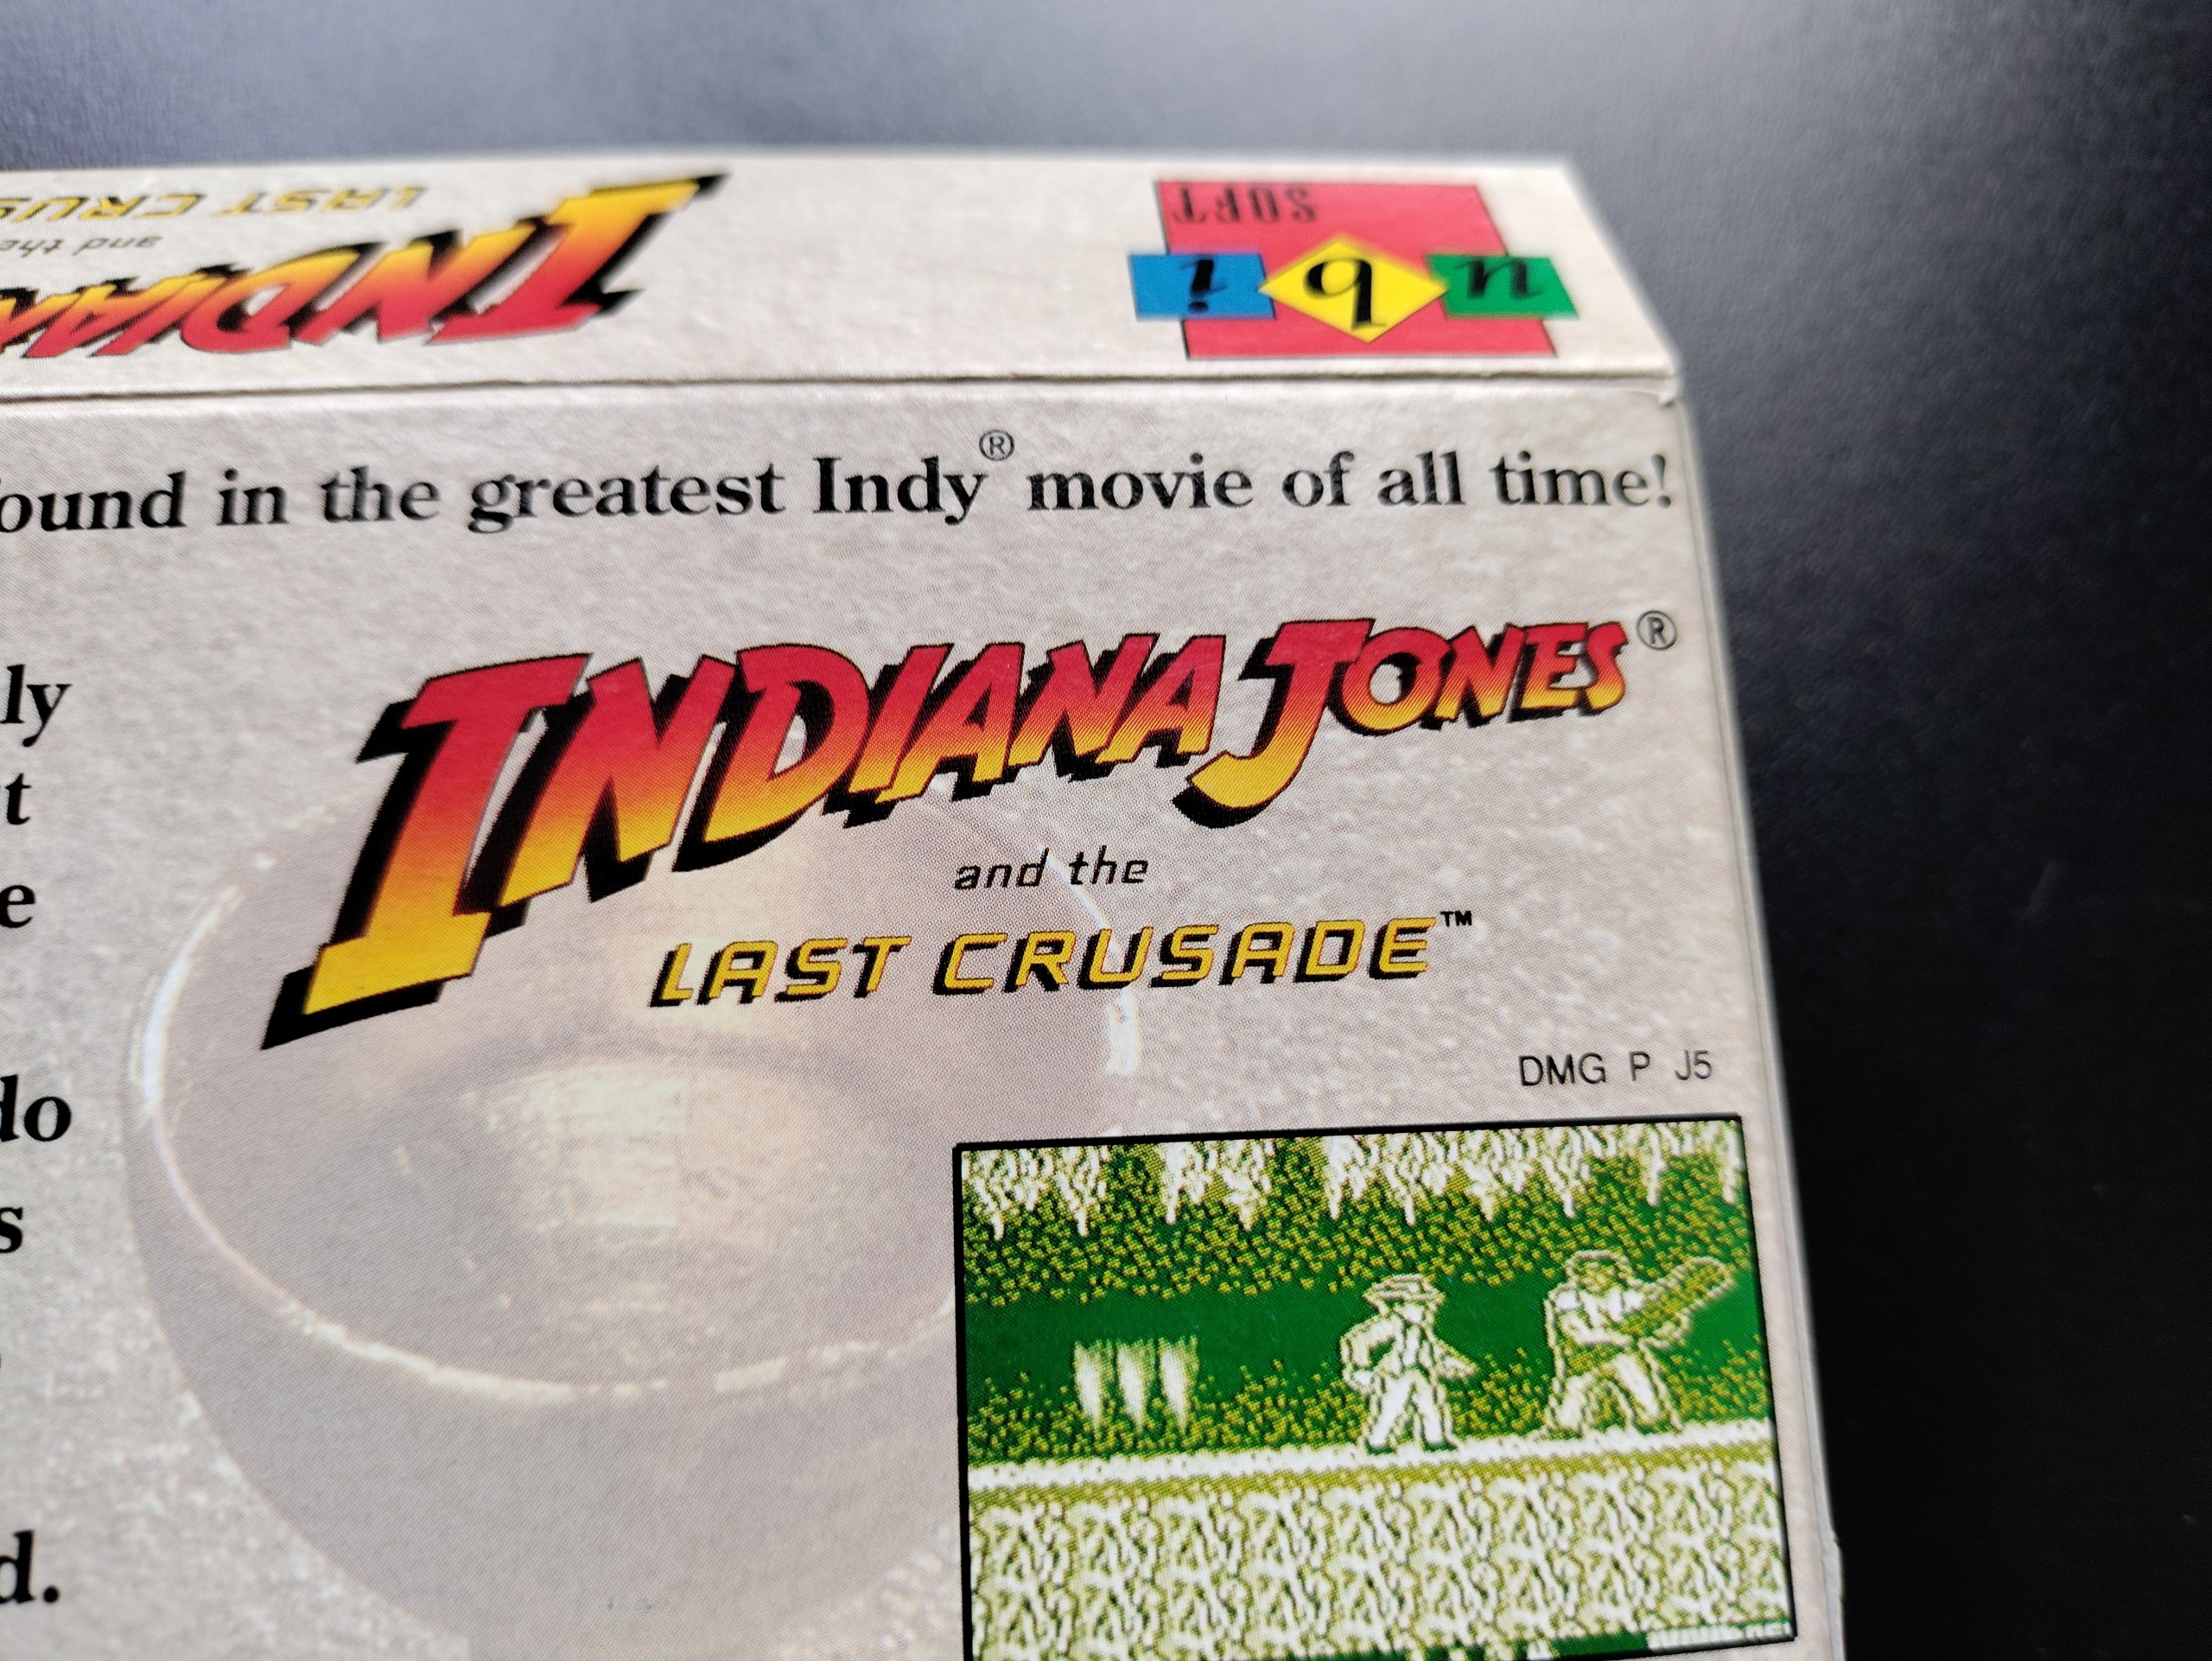 LAST CRUS
and the
INDIANA
ubi
SOFT
ound in the greatest Indy® movie of all time!
INDIANA JONES®
and the
LAST CRUSADE™
DMG P J5
ly
t
e
do
s
d.